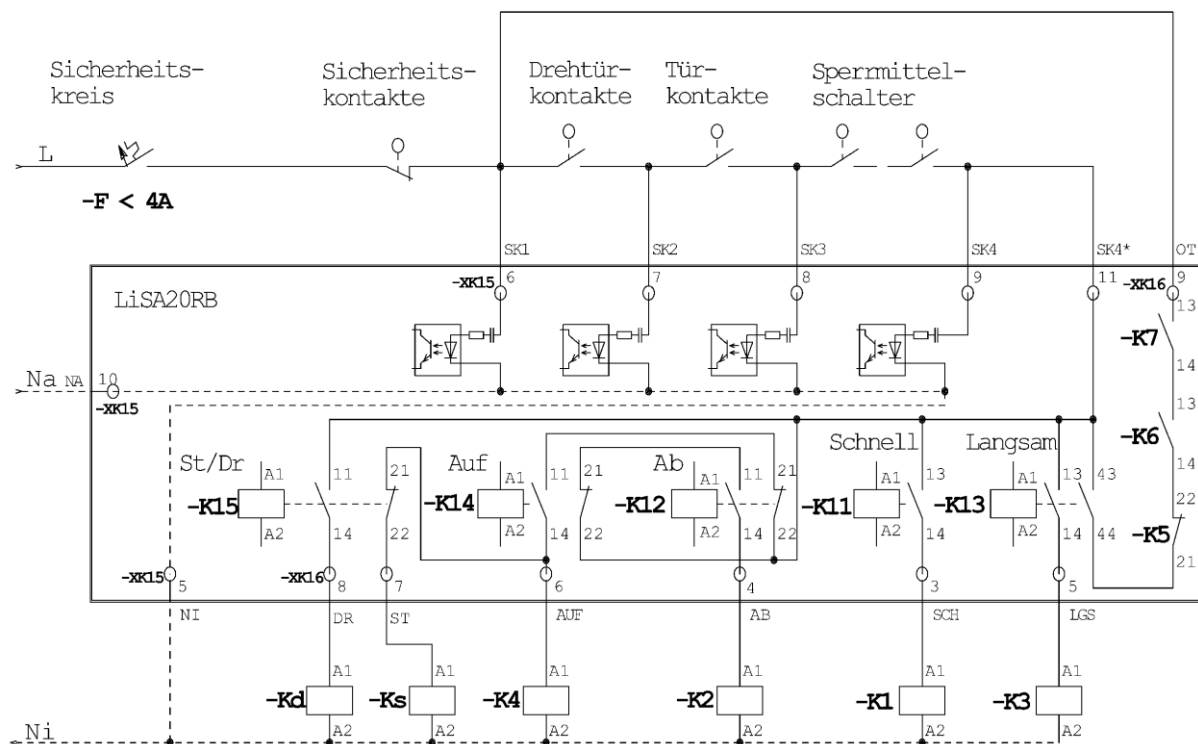 Sicherheits-
kreis
Sicherheits-
kontakte
Drehtür-
kontakte
Tür-
kontakte
Sperrmittel-
schalter
L
-F < 4A
SK1 SK2 SK3 SK4 SK4* OT
-XK15 6 7 8 9 11 -XK16 9
LiSA20RB
13
-K7
14
Na NA 10
-XK15
13
-K6
14
St/Dr Auf Ab Schnell Langsam
A1 11 21 A1 11 21 A1 11 21 A1 13 A1 13 43
22
-K15 -K14 -K12 -K11 -K13 -K5
A2 14 22 A2 14 22 A2 14 22 A2 14 A2 14 44
21
-XK15 5 -XK16 8 7 6 4 3 5
NI DR ST AUF AB SCH LGS
A1 A1 A1 A1 A1 A1
-Kd -Ks -K4 -K2 -K1 -K3
A2 A2 A2 A2 A2 A2
Ni